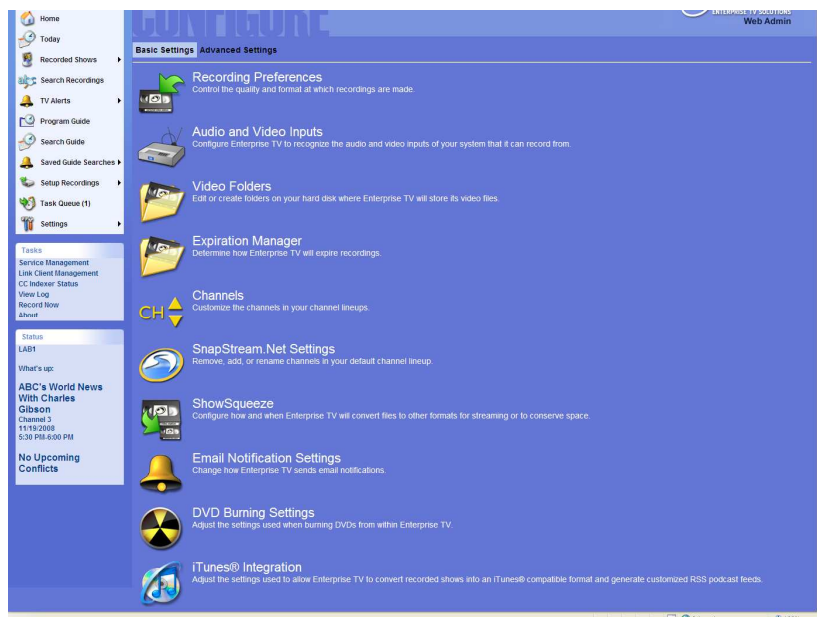 CONFIGURE
ENTERPRISE TV SOLUTIONS
Web Admin
Home
Today
Recorded Shows
Search Recordings
TV Alerts
Program Guide
Search Guide
Saved Guide Searches
Setup Recordings
Task Queue (1)
Settings
Tasks
Service Management
Link Client Management
CC Indexer Status
View Log
Record Now
About
Status
LAB1
What's up:
ABC's World News
With Charles
Gibson
Channel 3
11/19/2008
5:30 PM-6:00 PM
No Upcoming
Conflicts
Basic Settings Advanced Settings
Recording Preferences
Control the quality and format at which recordings are made.
Audio and Video Inputs
Configure Enterprise TV to recognize the audio and video inputs of your system that it can record from.
Video Folders
Edit or create folders on your hard disk where Enterprise TV will store its video files.
Expiration Manager
Determine how Enterprise TV will expire recordings.
CH
Channels
Customize the channels in your channel lineups.
SnapStream.Net Settings
Remove, add, or rename channels in your default channel lineup.
ShowSqueeze
Configure how and when Enterprise TV will convert files to other formats for streaming or to conserve space.
Email Notification Settings
Change how Enterprise TV sends email notifications.
DVD Burning Settings
Adjust the settings used when burning DVDs from within Enterprise TV.
iTunes® Integration
Adjust the settings used to allow Enterprise TV to convert recorded shows into an iTunes® compatible format and generate customized RSS podcast feeds.